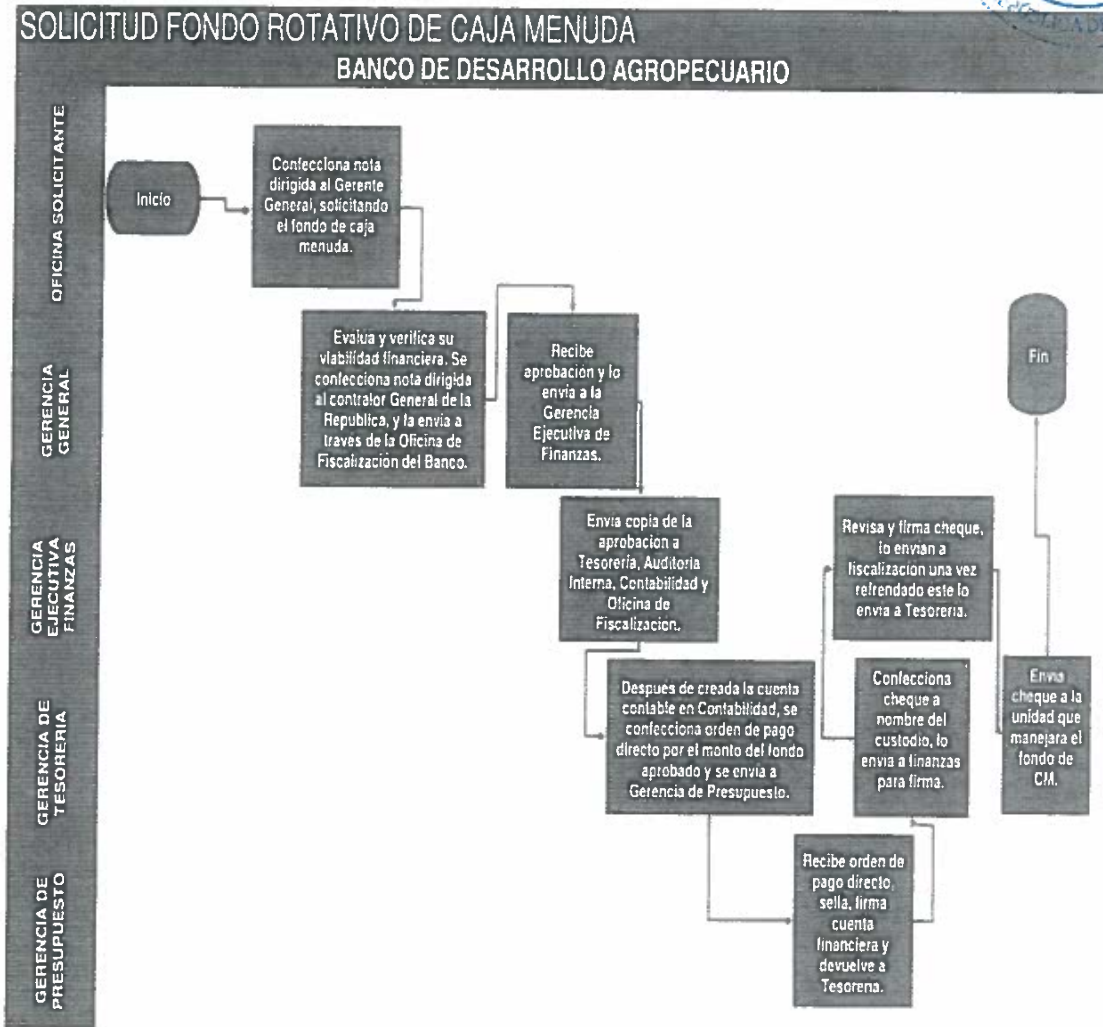 SOLICITUD FONDO ROTATIVO DE CAJA MENUDA
BANCO DE DESARROLLO AGROPECUARIO
OFICINA SOLICITANTE
Inicio
Confecciona nota
dirigida al Gerente
General, solicitando
el fondo de caja
menuda.
GERENCIA
GENERAL
Evalua y verifica su
viabilidad financiera. Se
confecciona nota dirigida
al contralor General de la
Republica, y la envia a
través de la Oficina de
Fiscalización del Banco.
Recibe
aprobación y lo
envia a la
Gerencia
Ejecutiva de
Finanzas.
Fin
GERENCIA
EJECUTIVA
FINANZAS
Envia copia de la
aprobación a
Tesorería, Auditoria
Interna, Contabilidad y
Oficina de
Fiscalización.
Revisa y firma cheque,
lo envian a
fiscalización una vez
refrendado este lo
envia a Tesoreria.
GERENCIA DE
TESORERIA
Después de creada la cuenta
contable en Contabilidad, se
confecciona orden de pago
directo por el monto del fondo
aprobado y se envia a
Gerencia de Presupuesto.
Confecciona
cheque a
nombre del
custodio, lo
envia a finanzas
para firma.
Envia
cheque a la
unidad que
manejara el
fondo de
CM.
GERENCIA DE
PRESUPUESTO
Recibe orden de
pago directo,
sella, firma
cuenta
financiera y
devuelve a
Tesoreria.